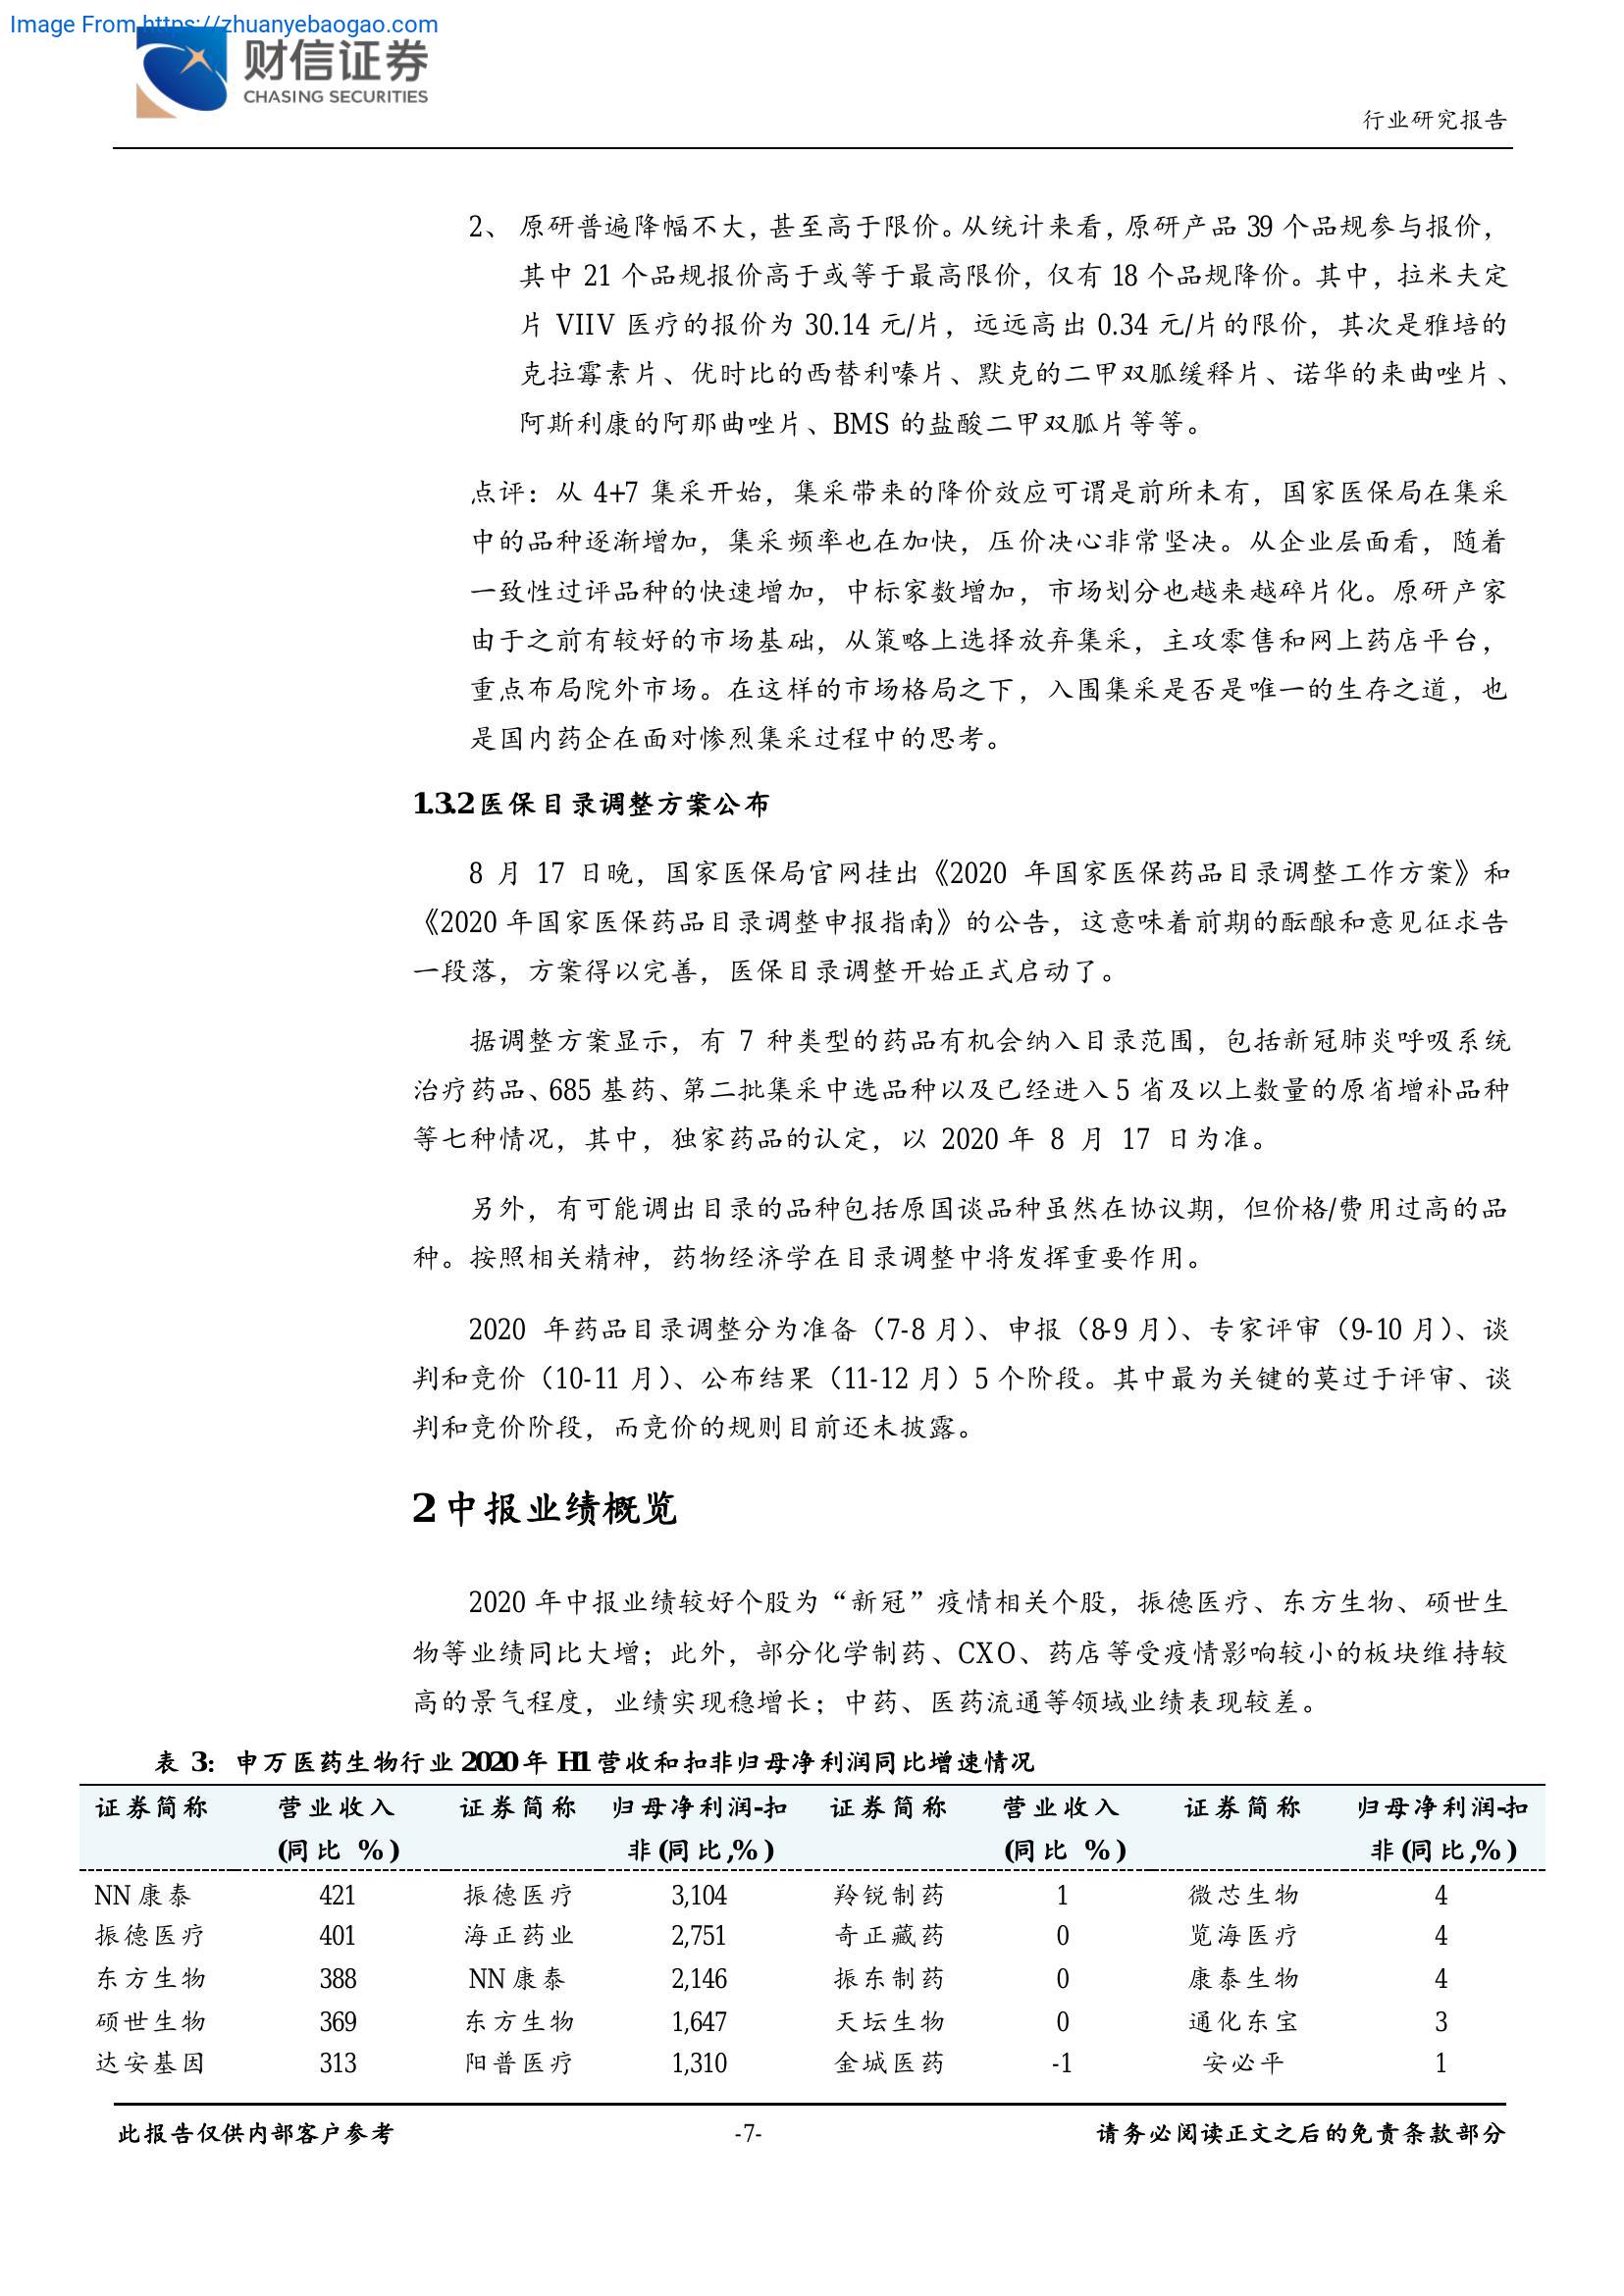 Image From https://zhuanyebaogao.com
财信证券
CHASING SECURITIES
行业研究报告
2、 原研普遍降幅不大，甚至高于限价。从统计来看，原研产品 39 个品规参与报价，
其中 21 个品规报价高于或等于最高限价，仅有 18 个品规降价。其中，拉米夫定
片 VIIV 医疗的报价为 30.14 元/片，远远高出 0.34 元/片的限价，其次是雅培的
克拉霉素片、优时比的西替利嗪片、默克的二甲双胍缓释片、诺华的来曲唑片、
阿斯利康的阿那曲唑片、BMS 的盐酸二甲双胍片等等。
点评：从 4+7 集采开始，集采带来的降价效应可谓是前所未有，国家医保局在集采
中的品种逐渐增加，集采频率也在加快，压价决心非常坚决。从企业层面看，随着
一致性过评品种的快速增加，中标家数增加，市场划分也越来越碎片化。原研产家
由于之前有较好的市场基础，从策略上选择放弃集采，主攻零售和网上药店平台，
重点布局院外市场。在这样的市场格局之下，入围集采是否是唯一的生存之道，也
是国内药企在面对惨烈集采过程中的思考。
1.3.2 医保目录调整方案公布
8 月 17 日晚，国家医保局官网挂出《2020 年国家医保药品目录调整工作方案》和
《2020 年国家医保药品目录调整申报指南》的公告，这意味着前期的酝酿和意见征求告
一段落，方案得以完善，医保目录调整开始正式启动了。
据调整方案显示，有 7 种类型的药品有机会纳入目录范围，包括新冠肺炎呼吸系统
治疗药品、685 基药、第二批集采中选品种以及已经进入 5 省及以上数量的原省增补品种
等七种情况，其中，独家药品的认定，以 2020 年 8 月 17 日为准。
另外，有可能调出目录的品种包括原国谈品种虽然在协议期，但价格/费用过高的品
种。按照相关精神，药物经济学在目录调整中将发挥重要作用。
2020 年药品目录调整分为准备（7-8 月）、申报（8-9 月）、专家评审（9-10 月）、谈
判和竞价（10-11 月）、公布结果（11-12 月）5 个阶段。其中最为关键的莫过于评审、谈
判和竞价阶段，而竞价的规则目前还未披露。
2 中报业绩概览
2020 年中报业绩较好个股为“新冠”疫情相关个股，振德医疗、东方生物、硕世生
物等业绩同比大增；此外，部分化学制药、CXO、药店等受疫情影响较小的板块维持较
高的景气程度，业绩实现稳增长；中药、医药流通等领域业绩表现较差。
表 3：申万医药生物行业 2020 年 H1 营收和扣非归母净利润同比增速情况
证券简称 营业收入 证券简称 归母净利润-扣 证券简称 营业收入 证券简称 归母净利润-扣
(同比 %) 非(同比,%) (同比 %) 非(同比,%)
NN 康泰 421 振德医疗 3,104 羚锐制药 1 微芯生物 4
振德医疗 401 海正药业 2,751 奇正藏药 0 览海医疗 4
东方生物 388 NN 康泰 2,146 振东制药 0 康泰生物 4
硕世生物 369 东方生物 1,647 天坛生物 0 通化东宝 3
达安基因 313 阳普医疗 1,310 金城医药 -1 安必平 1
此报告仅供内部客户参考 -7- 请务必阅读正文之后的免责条款部分